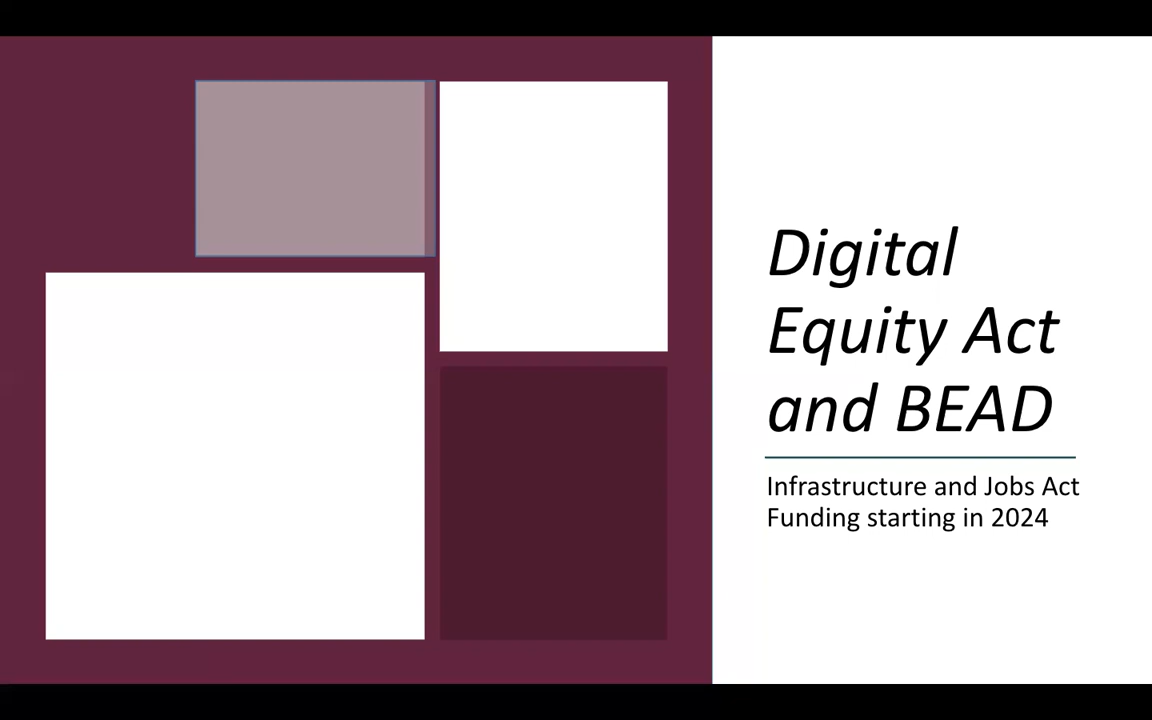 Digital
Equity Act
and BEAD
Infrastructure and Jobs Act
Funding starting in 2024